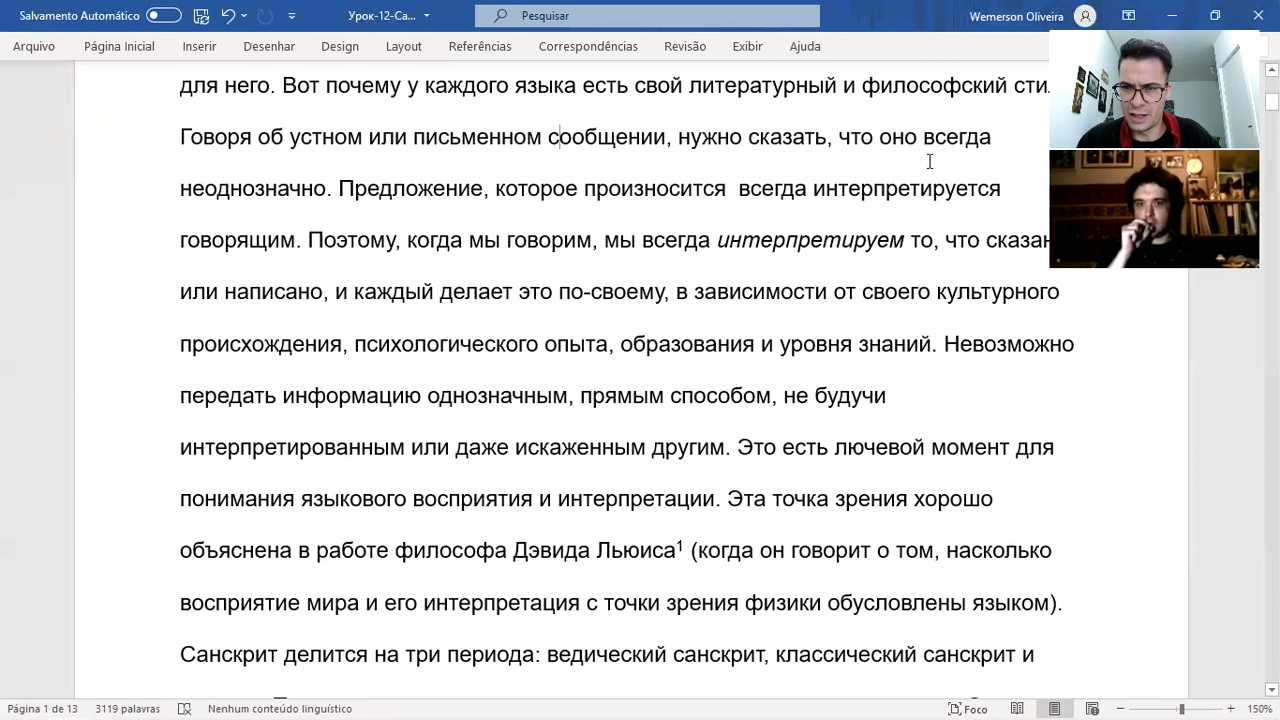 Salvamento Automático
Йорк-12-Са...
Pesquisar
Wemerson Oliveira
Arquivo Página Inicial Inserir Desenhar Design Layout Referências Correspondências Revisão Exibir Ajuda
для него. Вот почему у каждого языка есть свой литературный и философский
Говоря об устном или письменном сообщении, нужно сказать, что оно всегда
неоднозначно. Предложение, которое произносится  всегда интерпретируется
говорящим. Поэтому, когда мы говорим, мы всегда интерпретируем то, что
или написано, и каждый делает это по-своему, в зависимости от своего культурного
происхождения, психологического опыта, образования и уровня знаний. Невозможно
передать информацию однозначным, прямым способом, не будучи
интерпретированным или даже искаженным другим. Это есть лючевой момент для
понимания языкового восприятия и интерпретации. Эта точка зрения хорошо
объяснена в работе философа Дэвида Льюиса1 (когда он говорит о том, насколько
восприятие мира и его интерпретация с точки зрения физики обусловлены языком).
Санскрит делится на три периода: ведический санскрит, классический санскрит и
Página 1 de 13 3119 palavras Nenhum conteúdo linguístico Foco 150%